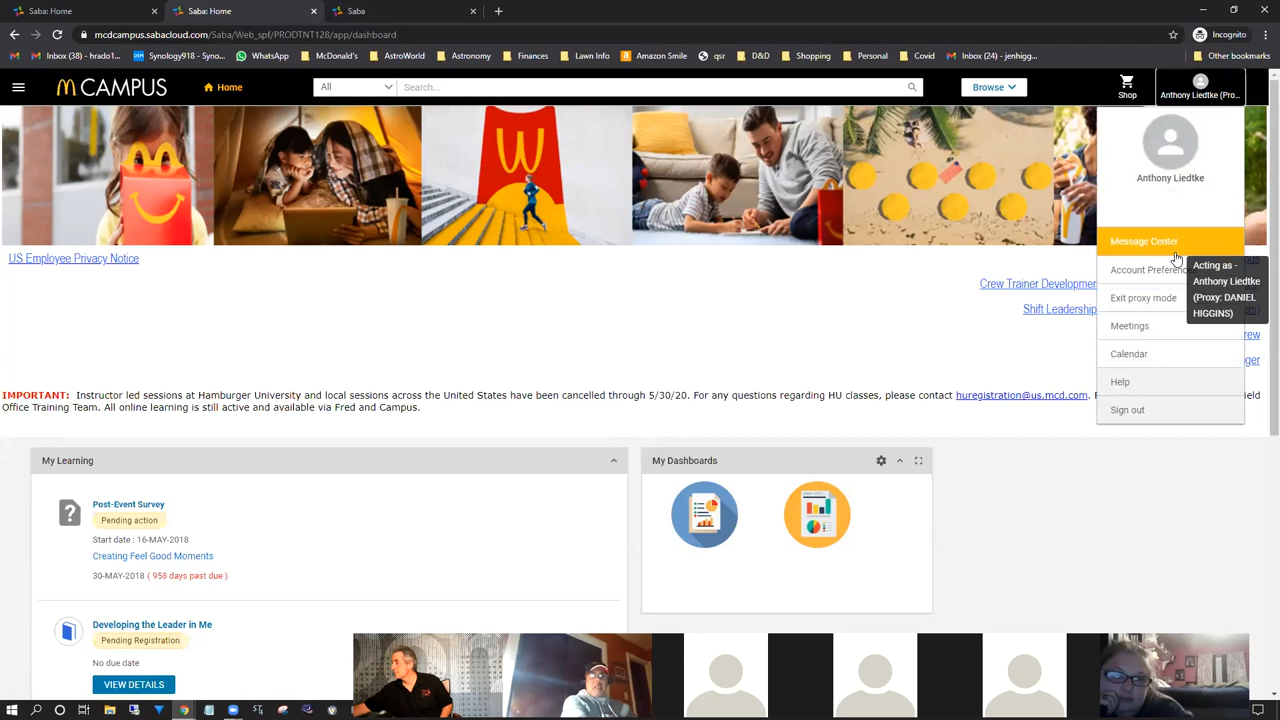 Saba: Home
Saba: Home
Saba
Incognito
mcdcampus.sabacloud.com/Saba/Web_spf/PRODTNT128/app/dashboard
Inbox (38) - hrado1...
Synology918 - Syno...
McDonalds
AstroWorld
Astronomy
Finances
Lawn Info
Amazon Smile
qsr
D&D
Shopping
Personal
Covid
Inbox (24) - jenhigg...
Other bookmarks
CAMPUS
Home
All
Search...
Browse
Shop
Anthony Liedtke (Pro...
Anthony Liedtke
US Employee Privacy Notice
Message Center
Account Preferenc
Exit proxy mode
Meetings
Calendar
Help
Sign out
Acting as -
Anthony Liedtke
(Proxy: DANIEL
HIGGINS)
Crew Trainer Developmen
Shift Leadership
IMPORTANT: Instructor led sessions at Hamburger University and local sessions across the United States have been cancelled through 5/30/20. For any questions regarding HU classes, please contact huregistration@us.mcd.com. F ield
Office Training Team. All online learning is still active and available via Fred and Campus.
My Learning
Post-Event Survey
Pending action
Start date : 16-MAY-2018
Creating Feel Good Moments
30-MAY-2018 ( 958 days past due )
Developing the Leader in Me
Pending Registration
No due date
VIEW DETAILS
My Dashboards